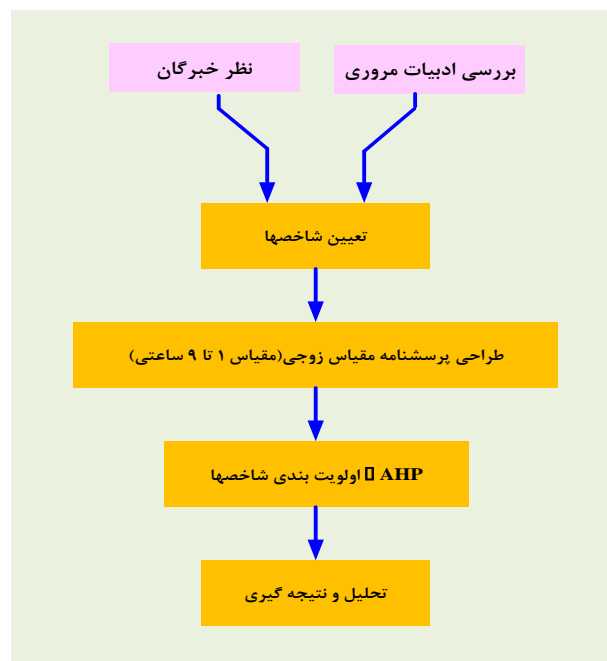 بررسی ادبیات مروری
نظر خبرگان
تعیین شاخصها
طراحی پرسشنامه مقیاس زوجی(مقیاس ۱ تا ۹ ساعتی)
AHP ▯ اولویت بندی شاخصها
تحلیل و نتیجه گیری